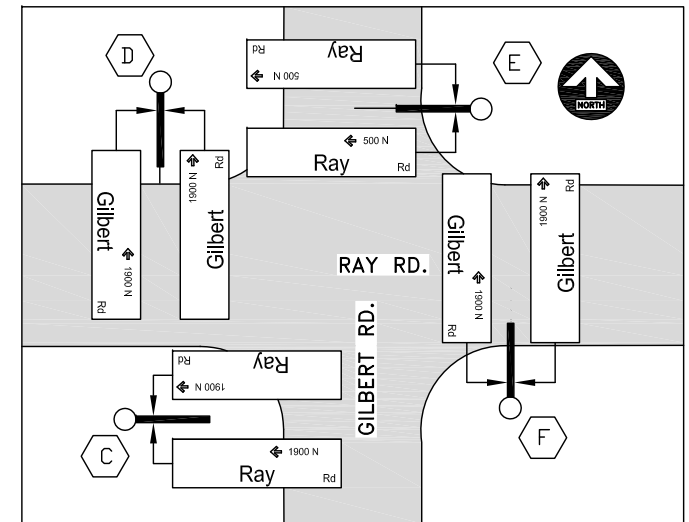 D
Ray
Rd
500 N
E
NORTH
500 N
Ray
Rd
Gilbert
1900 N
Rd
Rd
1900 N
Gilbert
Gilbert
1900 N
Rd
Rd
1900 N
Gilbert
RAY RD.
GILBERT RD.
Ray
Rd
1900 N
C
1900 N
Ray
Rd
F